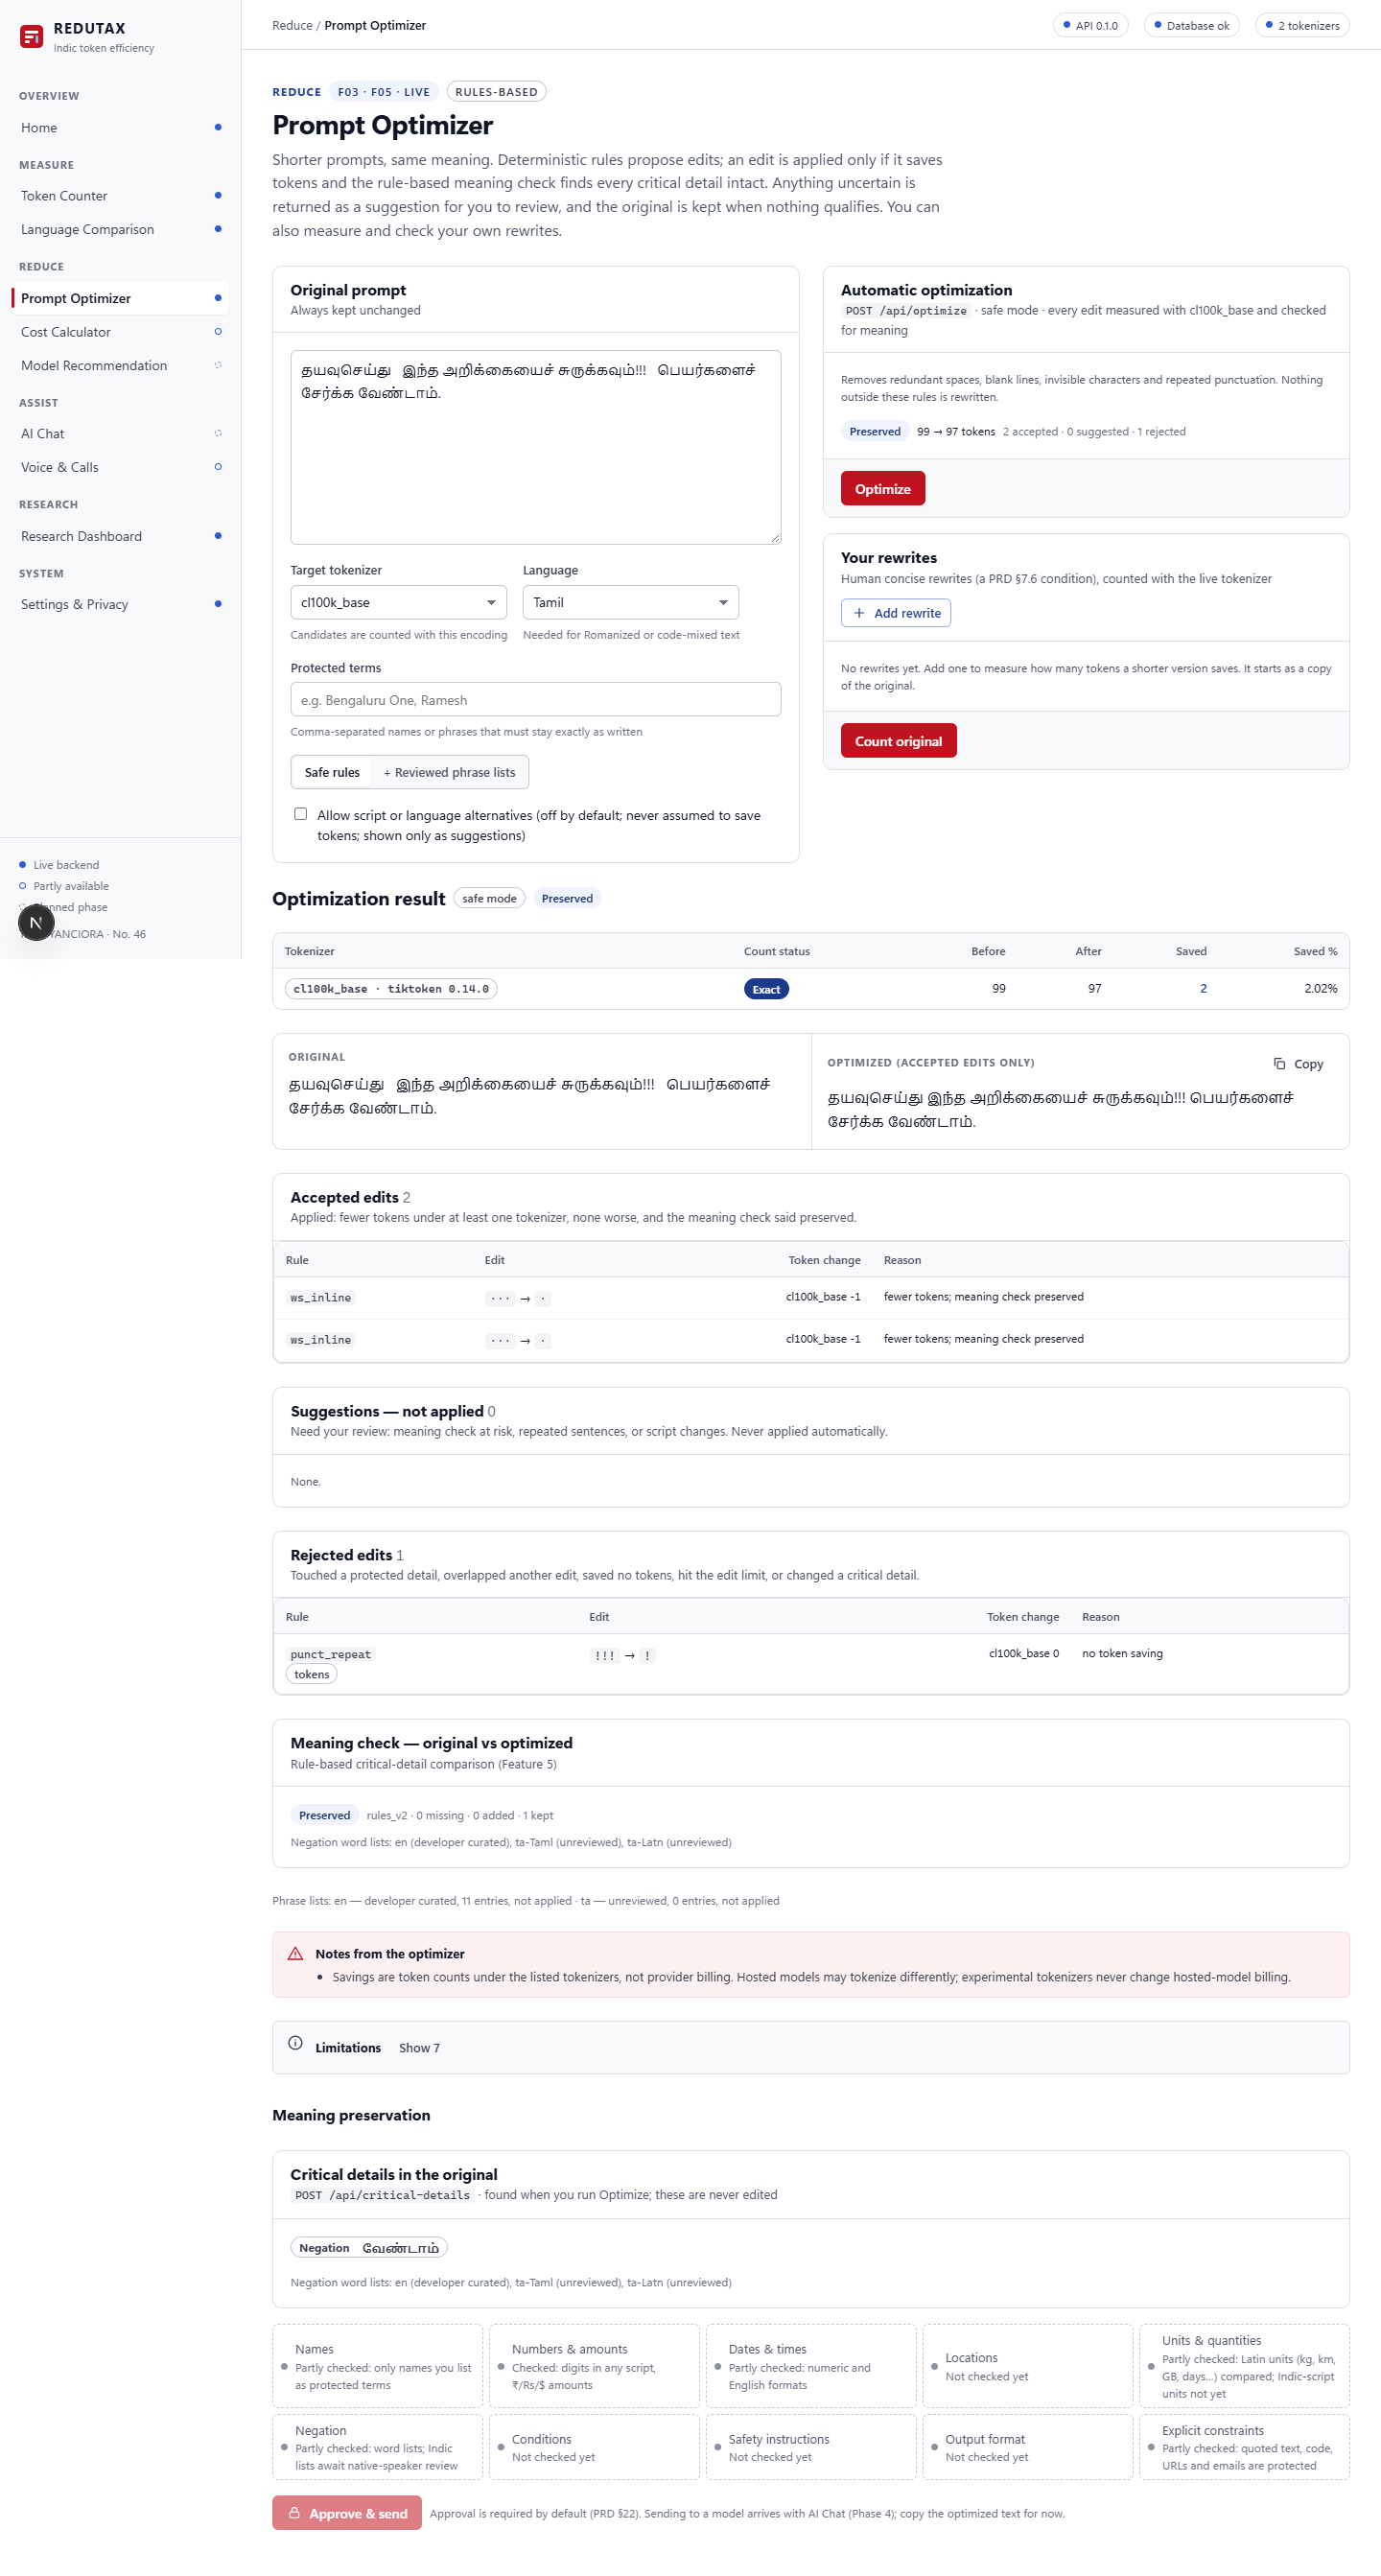 REDUTAX
Indic token efficiency
OVERVIEW
Home
MEASURE
Token Counter
Language Comparison
REDUCE
Prompt Optimizer
Cost Calculator
Model Recommendation
ASSIST
AI Chat
Voice & Calls
RESEARCH
Research Dashboard
SYSTEM
Settings & Privacy
Live backend
Partly available
nned phase
N
YANCIORA · No. 46
Reduce / Prompt Optimizer
API 0.1.0
Database ok
2 tokenizers
REDUCE F03 · F05 · LIVE RULES-BASED
Prompt Optimizer
Shorter prompts, same meaning. Deterministic rules propose edits; an edit is applied only if it saves
tokens and the rule-based meaning check finds every critical detail intact. Anything uncertain is
returned as a suggestion for you to review, and the original is kept when nothing qualifies. You can
also measure and check your own rewrites.
Original prompt
Always kept unchanged
தயவுசெய்து   இந்த அறிக்கையைச் சுருக்கவும்!!!   பெயர்களைச்
சேர்க்க வேண்டாம்.
Target tokenizer
cl100k_base
Candidates are counted with this encoding
Language
Tamil
Needed for Romanized or code-mixed text
Protected terms
e.g. Bengaluru One, Ramesh
Comma-separated names or phrases that must stay exactly as written
Safe rules + Reviewed phrase lists
Allow script or language alternatives (off by default; never assumed to save
tokens; shown only as suggestions)
Automatic optimization
POST /api/optimize · safe mode · every edit measured with cl100k_base and checked
for meaning
Removes redundant spaces, blank lines, invisible characters and repeated punctuation. Nothing
outside these rules is rewritten.
Preserved 99 → 97 tokens 2 accepted · 0 suggested · 1 rejected
Optimize
Your rewrites
Human concise rewrites (a PRD §7.6 condition), counted with the live tokenizer
+ Add rewrite
No rewrites yet. Add one to measure how many tokens a shorter version saves. It starts as a copy
of the original.
Count original
Optimization result safe mode Preserved
Tokenizer Count status Before After Saved Saved %
cl100k_base · tiktoken 0.14.0 Exact 99 97 2 2.02%
ORIGINAL
தயவுசெய்து   இந்த அறிக்கையைச் சுருக்கவும்!!!   பெயர்களைச்
சேர்க்க வேண்டாம்.
OPTIMIZED (ACCEPTED EDITS ONLY) Copy
தயவுசெய்து இந்த அறிக்கையைச் சுருக்கவும்!!! பெயர்களைச்
சேர்க்க வேண்டாம்.
Accepted edits 2
Applied: fewer tokens under at least one tokenizer, none worse, and the meaning check said preserved.
Rule Edit Token change Reason
ws_inline ··· → · cl100k_base -1 fewer tokens; meaning check preserved
ws_inline ··· → · cl100k_base -1 fewer tokens; meaning check preserved
Suggestions — not applied 0
Need your review: meaning check at risk, repeated sentences, or script changes. Never applied automatically.
None.
Rejected edits 1
Touched a protected detail, overlapped another edit, saved no tokens, hit the edit limit, or changed a critical detail.
Rule Edit Token change Reason
punct_repeat !!! → ! cl100k_base 0 no token saving
tokens
Meaning check — original vs optimized
Rule-based critical-detail comparison (Feature 5)
Preserved rules_v2 · 0 missing · 0 added · 1 kept
Negation word lists: en (developer curated), ta-Taml (unreviewed), ta-Latn (unreviewed)
Phrase lists: en — developer curated, 11 entries, not applied · ta — unreviewed, 0 entries, not applied
Notes from the optimizer
• Savings are token counts under the listed tokenizers, not provider billing. Hosted models may tokenize differently; experimental tokenizers never change hosted-model billing.
Limitations Show 7
Meaning preservation
Critical details in the original
POST /api/critical-details · found when you run Optimize; these are never edited
Negation வேண்டாம்
Negation word lists: en (developer curated), ta-Taml (unreviewed), ta-Latn (unreviewed)
Names
Partly checked: only names you list
as protected terms
Numbers & amounts
Checked: digits in any script,
₹/Rs/$ amounts
Dates & times
Partly checked: numeric and
English formats
Locations
Not checked yet
Units & quantities
Partly checked: Latin units (kg, km,
GB, days...) compared; Indic-script
units not yet
Negation
Partly checked: word lists; Indic
lists await native-speaker review
Conditions
Not checked yet
Safety instructions
Not checked yet
Output format
Not checked yet
Explicit constraints
Partly checked: quoted text, code,
URLs and emails are protected
Approve & send Approval is required by default (PRD §22). Sending to a model arrives with AI Chat (Phase 4); copy the optimized text for now.